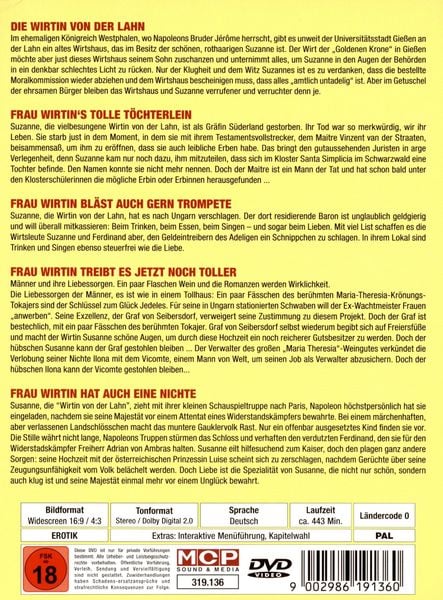 DIE WIRTIN VON DER LAHN
Im ehemaligen Königreich Westphalen, wo Napoleons Bruder Jérôme herrscht, gibt es unweit der Universitätsstadt Gießen an
der Lahn ein altes Wirtshaus, das im Besitz der schönen, rothaarigen Susanne ist. Der Wirt der „Goldenen Krone" in Gießen
möchte aber just dieses Wirtshaus seinem Sohn zuschanzen und unternimmt alles, um Susanne in den Augen der Behörden
in ein denkbar schlechtes Licht zu rücken. Nur der Klugheit und dem Witz Susannes ist es zu verdanken, dass die bestellte
Moralkommission wieder abziehen und dem Wirtshaus bescheinigen muss, dass alles „amtlich untadelig" ist. Aber im Getuschel
der ehrsamen Bürger bleiben das Wirtshaus und Susanne verrufener und verruchter denn je.
FRAU WIRTIN'S TOLLE TÖCHTERLEIN
Susanne, die vielbesungene Wirtin von der Lahn, ist als Gräfin Süderland gestorben. Ihr Tod war so merkwürdig, wie ihr
Leben. Sie starb just in dem Moment, in dem sie mit ihrem Testamentsvollstrecker, dem Maitre Vinzent van der Straaten,
beisammensaß, um ihm zu eröffnen, dass sie auch leibliche Erben habe. Das bringt den gutaussehenden Juristen in arge
Verlegenheit, denn Susanne kam nur noch dazu, ihm mitzuteilen, dass sich im Kloster Santa Simplicia im Schwarzwald eine
Tochter befinde. Den Namen konnte sie nicht mehr nennen. Doch der Maitre ist ein Mann der Tat und hat schon bald unter
den Klosterschülerinnen die mögliche Erbin oder Erbinnen herausgefunden ...
FRAU WIRTIN BLÄST AUCH GERN TROMPETE
Susanne, die Wirtin von der Lahn, hat es nach Ungarn verschlagen. Der dort residierende Baron ist unglaublich geldgierig
und will überall mitkassieren: Beim Trinken, beim Essen, beim Singen – und sogar beim Lieben. Mit viel List schaffen es die
Wirtsleute Susanne und Ferdinand aber, den Geldeintreibern des Adeligen ein Schnippchen zu schlagen. In ihrem Lokal sind
Trinken und Singen ebenso steuerfrei wie die Liebe.
FRAU WIRTIN TREIBT ES JETZT NOCH TOLLER
Männer und ihre Liebessorgen. Ein paar Flaschen Wein und die Romanzen werden Wirklichkeit.
Die Liebessorgen der Männer, es ist wie in einem Tollhaus: Ein paar Fässchen des berühmten Maria-Theresia-Krönungs-
Tokajers sind der Schlüssel zum Glück Jedeles. Für seine in Ungarn stationierten Schwaben will der Ex-Wachtmeister Frauen
„anwerben". Seine Exzellenz, der Graf von Seibersdorf, verweigert seine Zustimmung zu diesem Projekt. Doch der Graf ist
bestechlich, mit ein paar Fässchen vom berühmten Tokajer. Graf von Seibersdorf selbst wiederum begibt sich auf Freiersfüße
und macht der Wirtin Susanne schöne Augen, um durch diese Hochzeit ein noch reicherer Gutsbesitzer zu werden. Doch der
hübschen Susanne kann der Graf gestohlen bleiben ... Der Verwalter des großen „Maria Theresia"-Weingutes verkündet die
Verlobung seiner Nichte Ilona mit dem Vicomte, einem Mann von Welt, um seinen Job als Verwalter abzusichern. Doch der
hübschen Ilona kann der Vicomte gestohlen bleiben...
FRAU WIRTIN HAT AUCH EINE NICHTE
Susanne, die "Wirtin von der Lahn", zieht mit ihrer kleinen Schauspieltruppe nach Paris, Napoleon höchstpersönlich hat sie
eingeladen, nachdem sie seine Majestät vor einem Attentat eines Widerstandskämpfers bewahrte. Bei einem märchenhaften,
aber verlassenen Landschlösschen macht das muntere Gauklervolk Rast. Nur ein offenbar ausgesetztes Kind finden sie vor.
Die Stille währt nicht lange, Napoleons Truppen stürmen das Schloss und verhaften den verdutzten Ferdinand, den sie für den
Widerstadskämpfer Freiherr Adrian von Ambras halten. Susanne eilt hilfesuchend zum Kaiser, doch den plagen ganz andere
Sorgen: seine Hochzeit mit der österreichischen Prinzessin Luise scheint sich zu zerschlagen, nachdem Gerüchte über seine
Zeugungsunfähigkeit vom Volk belächelt werden. Doch Liebe ist die Spezialität von Susanne, die nicht nur schön, sondern
auch klug ist und seine Majestät einmal mehr vor einem Unglück bewahrt.
Bildformat
Widescreen 16:9 / 4:3
Tonformat
Stereo / Dolby Digital 2.0
Sprache
Deutsch
Laufzeit
ca. 443 Min.
Ländercode 0
EROTIK
Extras: Interaktive Menüführung, Kapitelwahl
PAL
FSK
18
Diese DVD ist nur für private Vorführungen
bestimmt. Alle Urheber- und Leistungsschutz-
rechte vorbehalten. Öffentliche Vorführung,
Verleih, Sendung und Vervielfältigung
sind nicht gestattet. Zuwiderhandlungen
haben Schadens-ersatzansprüche und
strafrechtliche Konsequenzen zur Folge.
MCP
SOUND & MEDIA
319.136
DVD
VIDEO
9 002986 191360